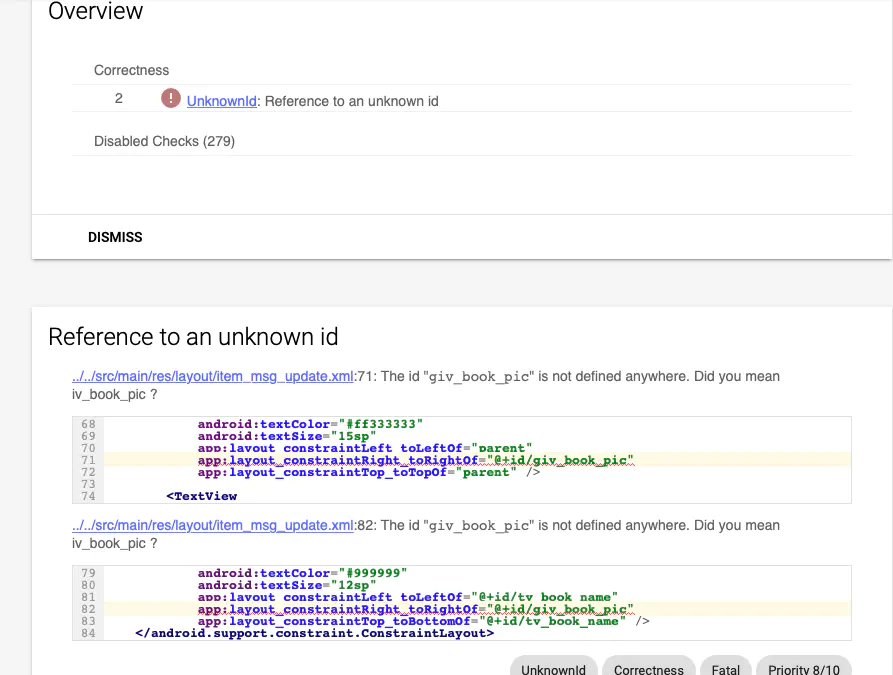 Overview
Correctness
2 ! UnknownId: Reference to an unknown id
Disabled Checks (279)
DISMISS
Reference to an unknown id
../../src/main/res/layout/item_msg_update.xml:71: The id "giv_book_pic" is not defined anywhere. Did you mean
iv_book_pic ?
68 android:textColor="#ff333333"
69 android:textSize="15sp"
70 app:layout_constraintLeft_toLeftOf="parent"
71 app:layout_constraintRight_toRightOf="@+id/giv_book_pic"
72 app:layout_constraintTop_toTopOf="parent" />
73
74 <TextView
../../src/main/res/layout/item_msg_update.xml:82: The id "giv_book_pic" is not defined anywhere. Did you mean
iv_book_pic ?
79 android:textColor="#999999"
80 android:textSize="12sp"
81 app:layout_constraintLeft_toLeftOf="@+id/tv_book_name"
82 app:layout_constraintRight_toRightOf="@+id/giv_book_pic"
83 app:layout_constraintTop_toBottomOf="@+id/tv_book_name" />
84 </android.support.constraint.ConstraintLayout>
UnknownId Correctness Fatal Priority 8/10